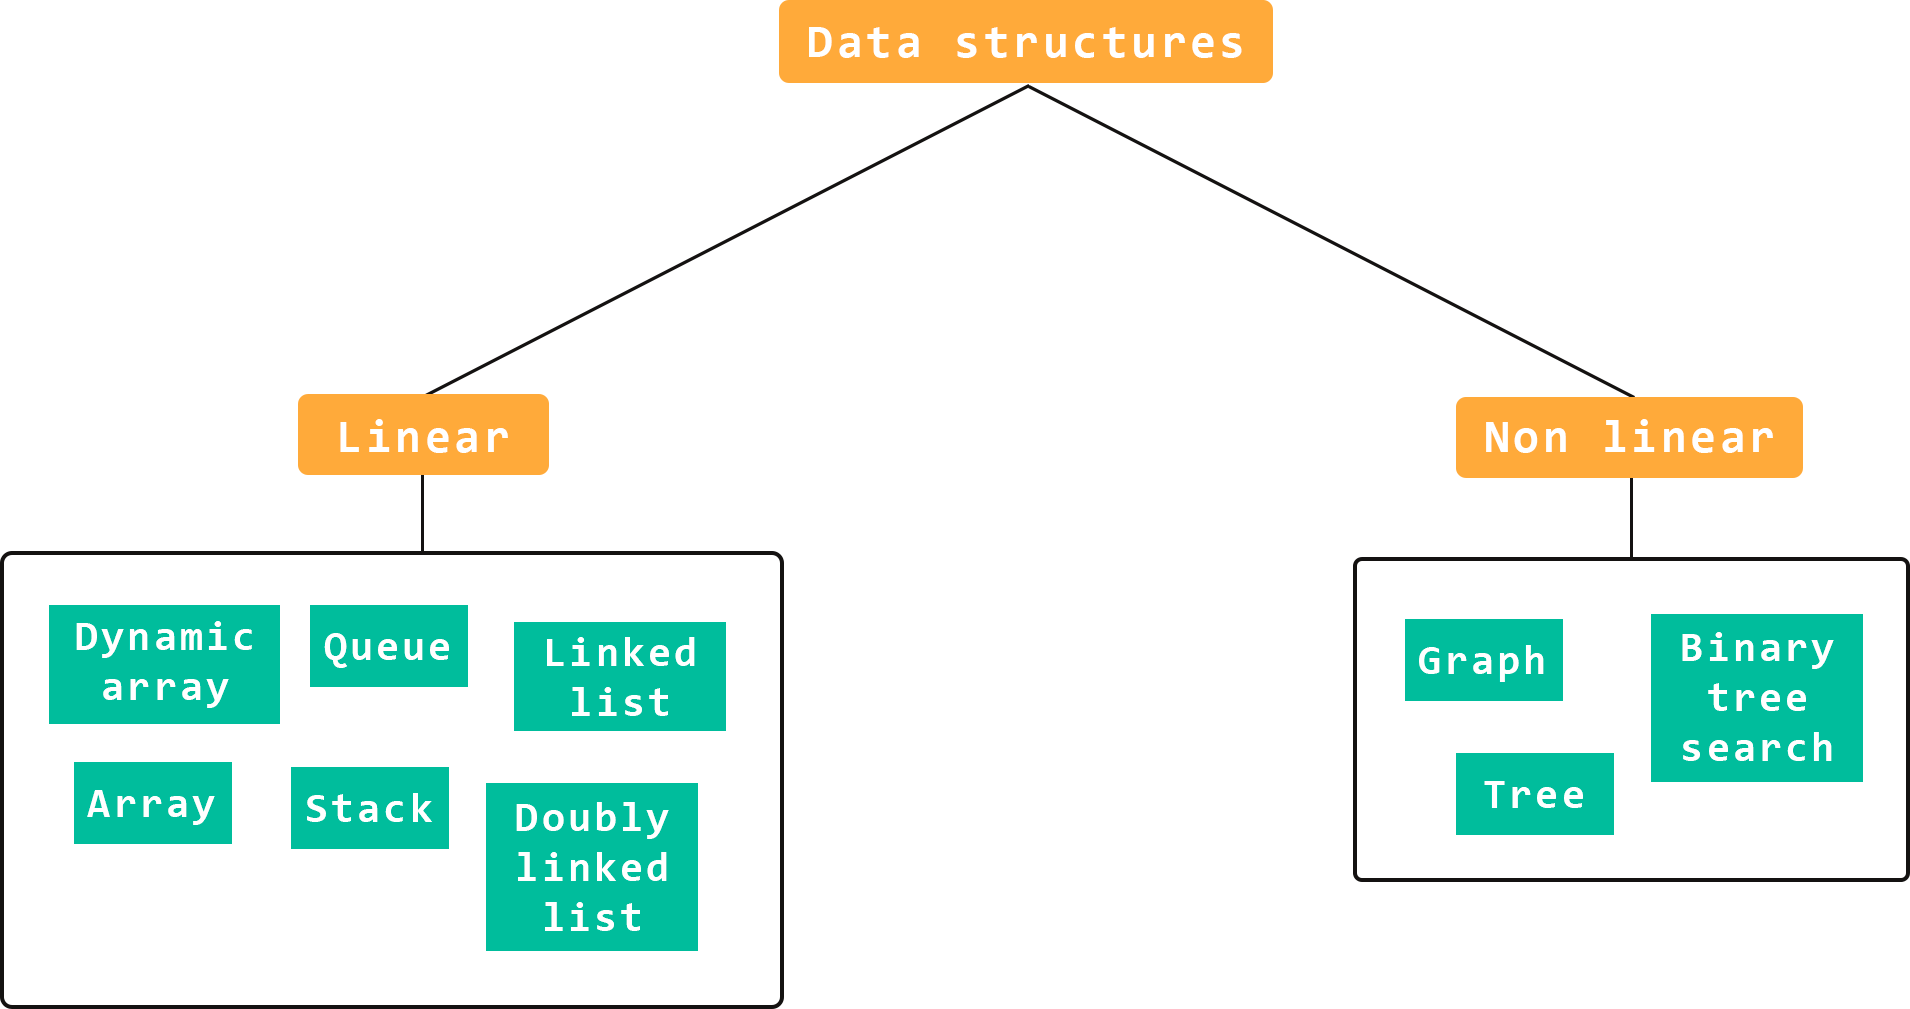 Data structures
Linear
Non linear
Dynamic
array
Queue
Linked
list
Array
Stack
Doubly
linked
list
Graph
Binary
tree
search
Tree